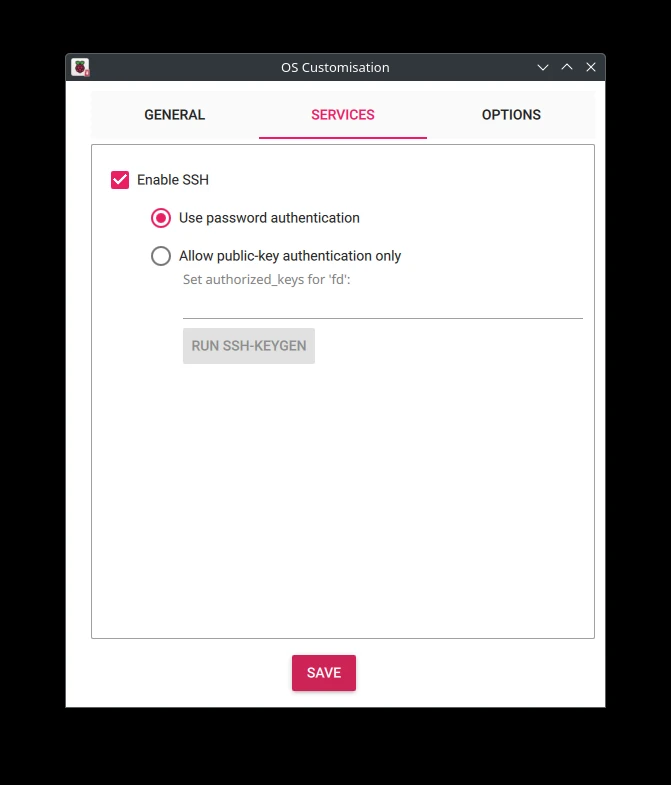 OS Customisation
GENERAL SERVICES OPTIONS
Enable SSH
Use password authentication
Allow public-key authentication only
Set authorized_keys for 'fd':
RUN SSH-KEYGEN
SAVE